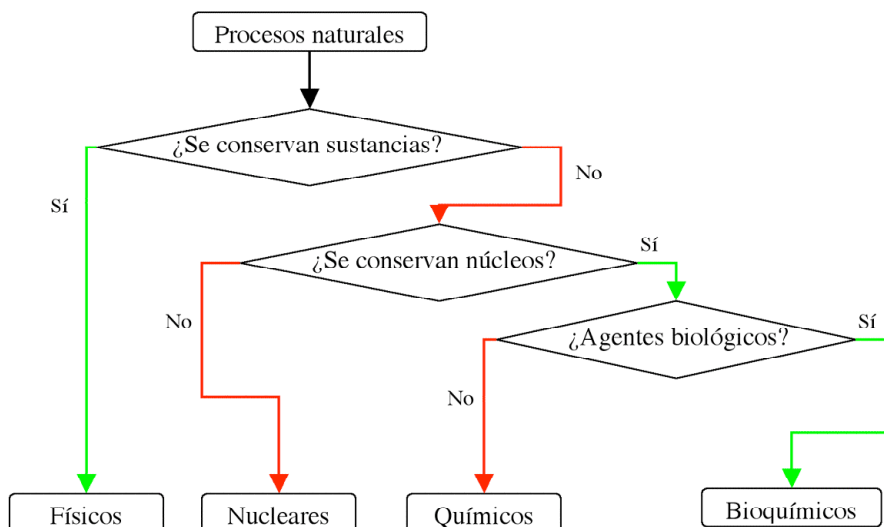 Procesos naturales
¿Se conservan sustancias?
No
Sí
¿Se conservan núcleos?
Sí
No
¿Agentes biológicos?
Sí
No
Físicos
Nucleares
Químicos
Bioquímicos